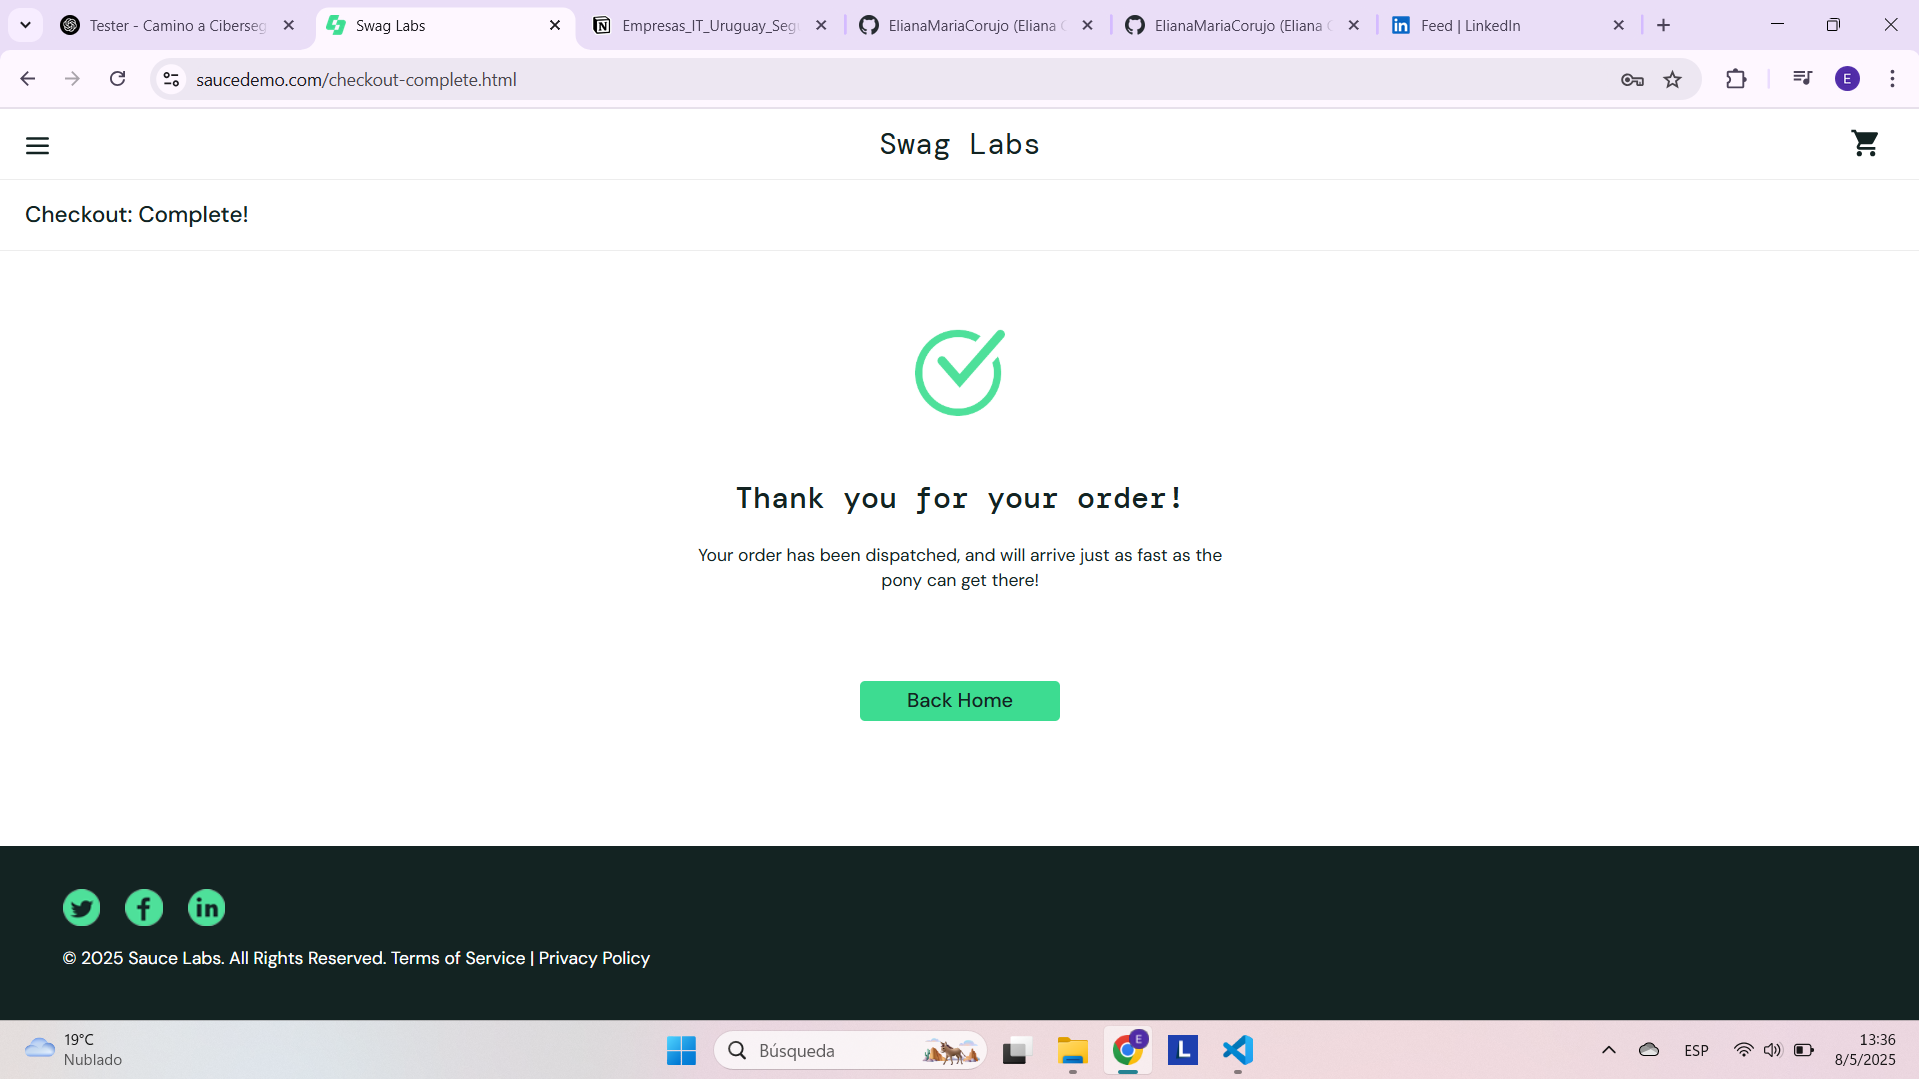 Tester - Camino a Ciberseg
Swag Labs
Empresas_IT_Uruguay_Seg
ElianaMariaCorujo (Eliana C
ElianaMariaCorujo (Eliana C
Feed | LinkedIn
saucedemo.com/checkout-complete.html
E
Swag Labs
Checkout: Complete!
Thank you for your order!
Your order has been dispatched, and will arrive just as fast as the
pony can get there!
Back Home
© 2025 Sauce Labs. All Rights Reserved. Terms of Service | Privacy Policy
19°C
Nublado
Búsqueda
E
L
ESP
13:36
8/5/2025